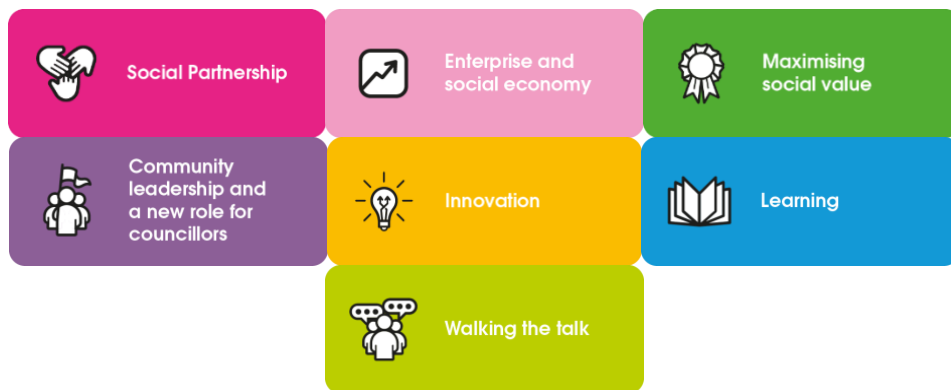 Social Partnership
Enterprise and
social economy
Maximising
social value
Community
leadership and
a new role for
councillors
Innovation
Learning
Walking the talk